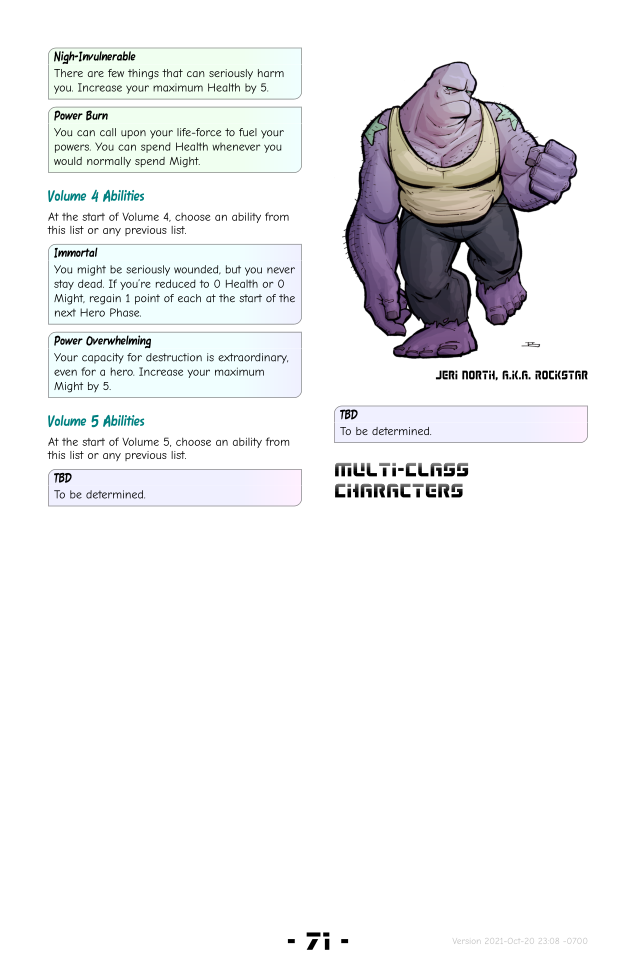 Nigh-Invulnerable
There are few things that can seriously harm
you. Increase your maximum Health by 5.
Power Burn
You can call upon your life-force to fuel your
powers. You can spend Health whenever you
would normally spend Might.
Volume 4 Abilities
At the start of Volume 4, choose an ability from
this list or any previous list.
Immortal
You might be seriously wounded, but you never
stay dead. If you're reduced to 0 Health or 0
Might, regain 1 point of each at the start of the
next Hero Phase.
Power Overwhelming
Your capacity for destruction is extraordinary,
even for a hero. Increase your maximum
Might by 5.
Volume 5 Abilities
At the start of Volume 5, choose an ability from
this list or any previous list.
TBD
To be determined.
JERI NORTH, A.K.A. ROCKSTAR
TBD
To be determined.
MULTI-CLASS
CHARACTERS
- 71 -
Version 2021-Oct-20 23:08 -0700